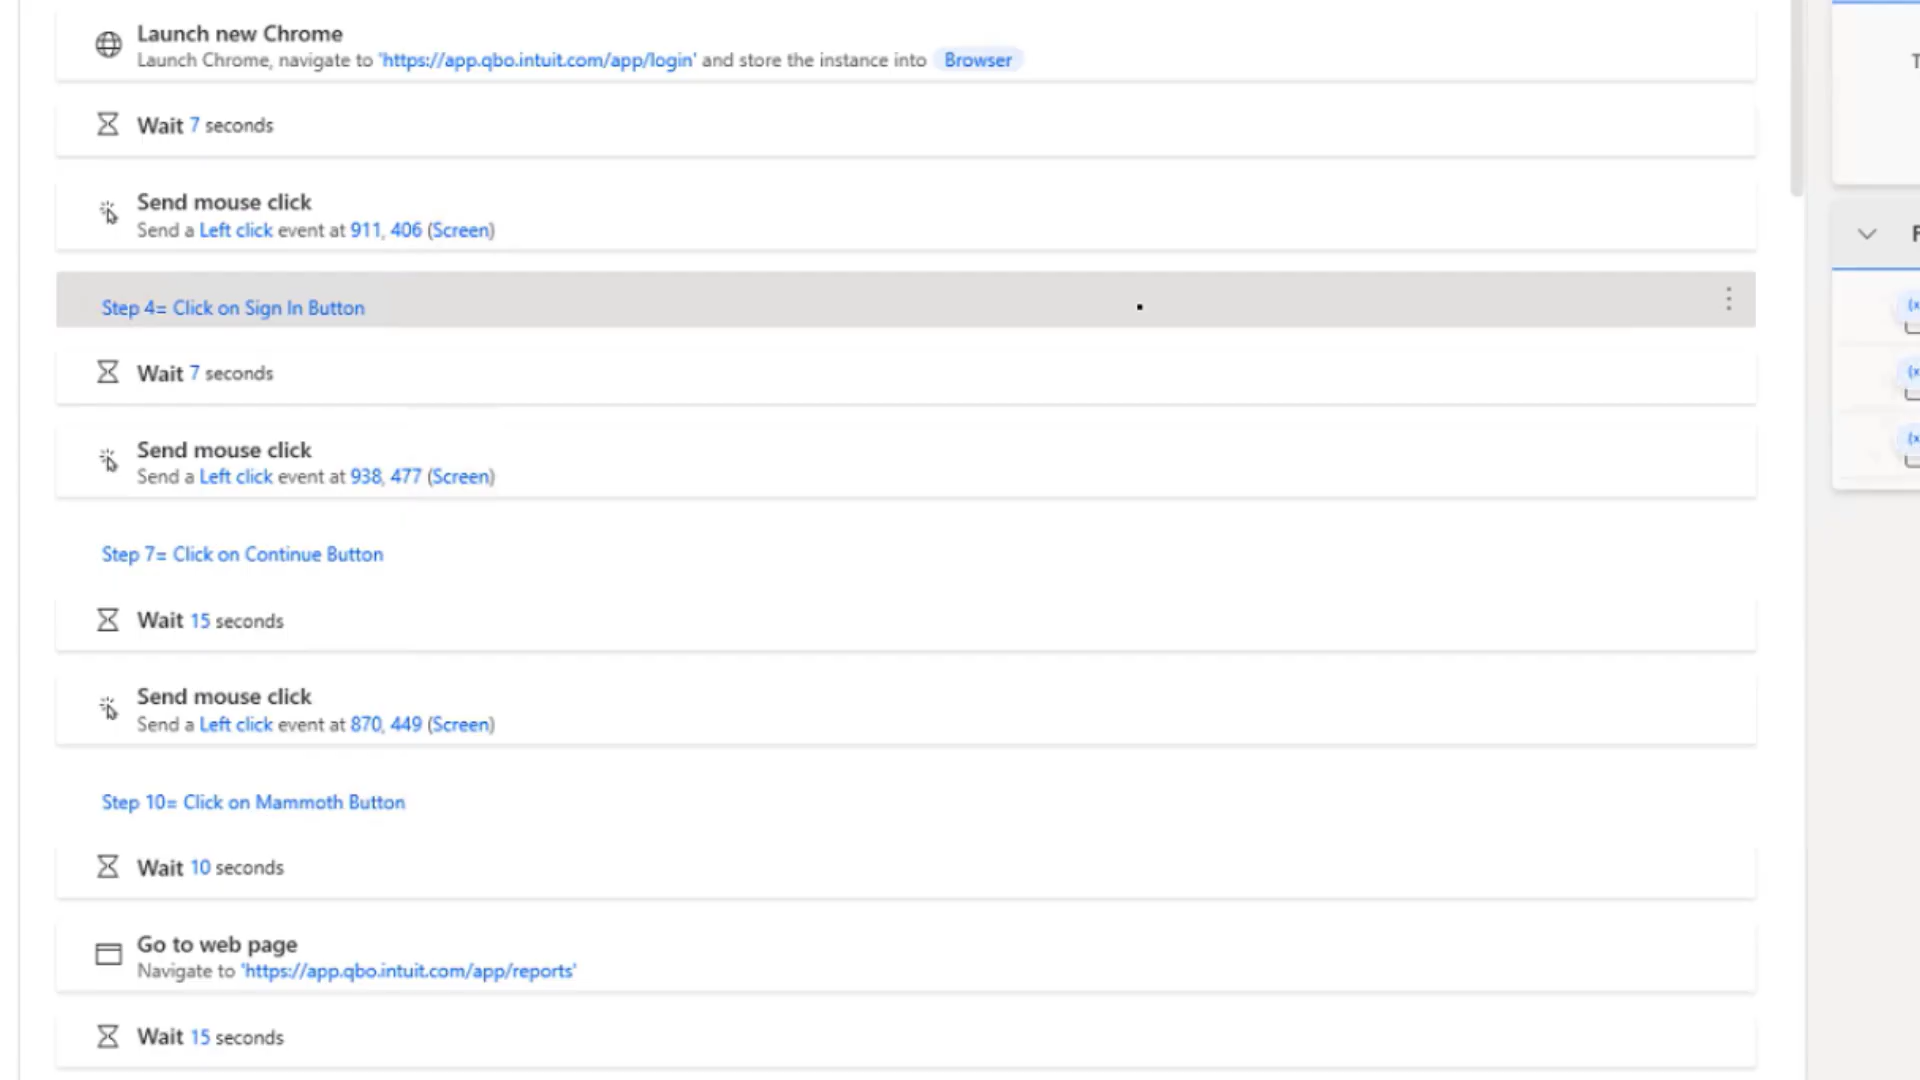 Launch new Chrome
Launch Chrome, navigate to 'https://app.qbo.intuit.com/app/login' and store the instance into Browser
Wait 7 seconds
Send mouse click
Send a Left click event at 911, 406 (Screen)
Step 4= Click on Sign In Button
Wait 7 seconds
Send mouse click
Send a Left click event at 938, 477 (Screen)
Step 7= Click on Continue Button
Wait 15 seconds
Send mouse click
Send a Left click event at 870, 449 (Screen)
Step 10= Click on Mammoth Button
Wait 10 seconds
Go to web page
Navigate to 'https://app.qbo.intuit.com/app/reports'
Wait 15 seconds